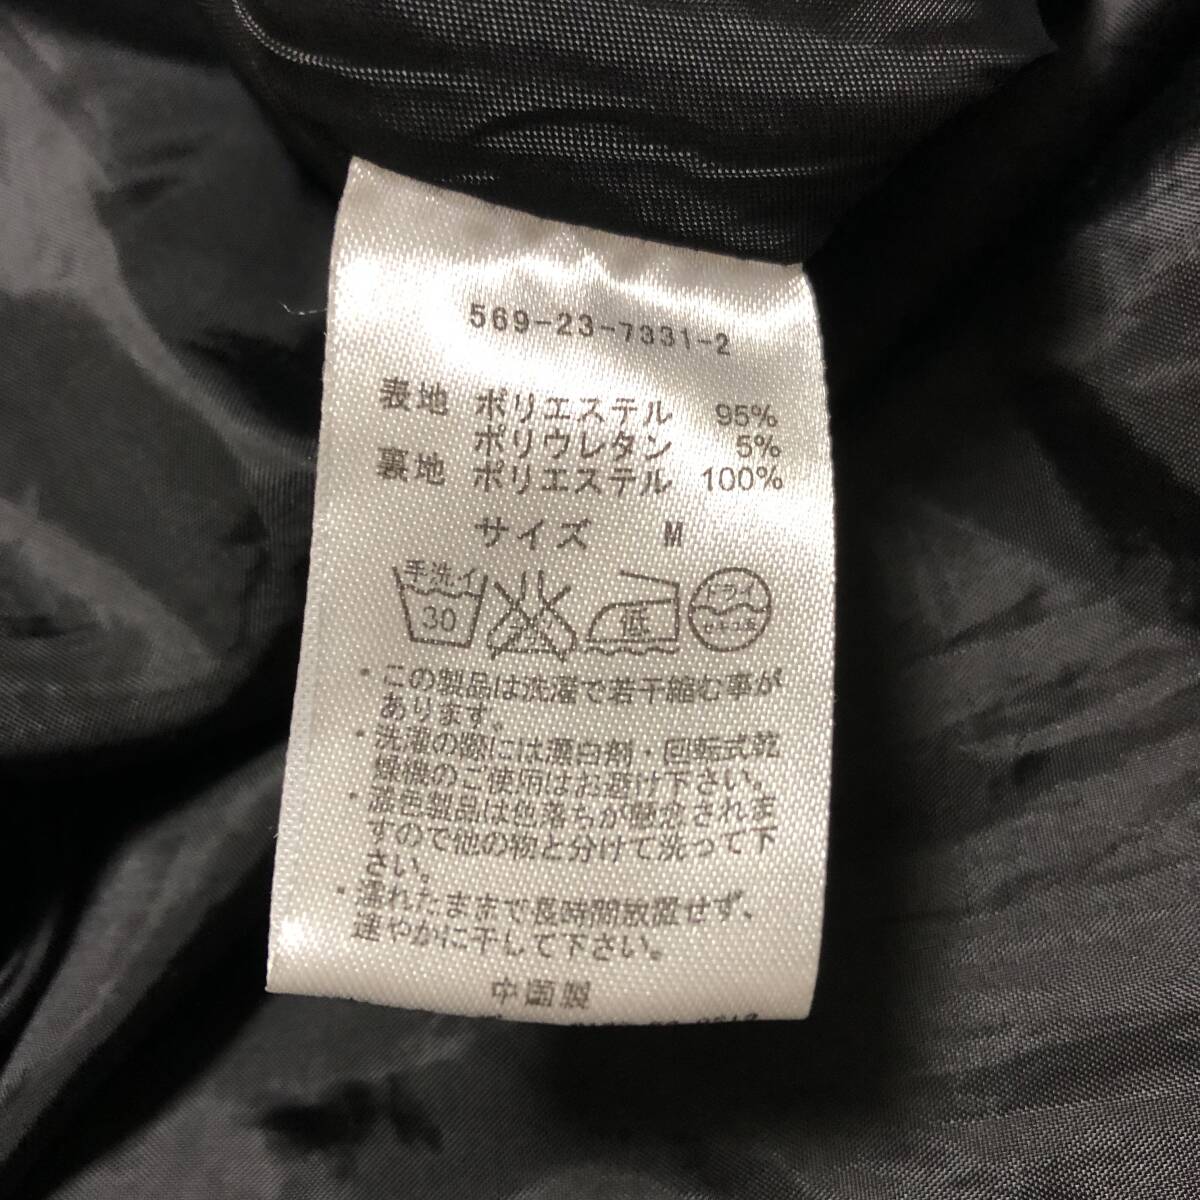 569-23-7331-2
表地 ポリエステル 95%
ポリウレタン 5%
裏地 ポリエステル 100%
サイズ M
手洗イ
30
低
ドライ
・この製品は洗濯で若干縮む事が
あります。
・洗濯の際には漂白剤・回転式乾
燥機のご使用はお避け下さい。
・濃色製品は色落ちが懸念されま
すので他の物と分けて洗って下
さい。
・濡れたままで長時間放置せず、
速やかに干して下さい。
中国製